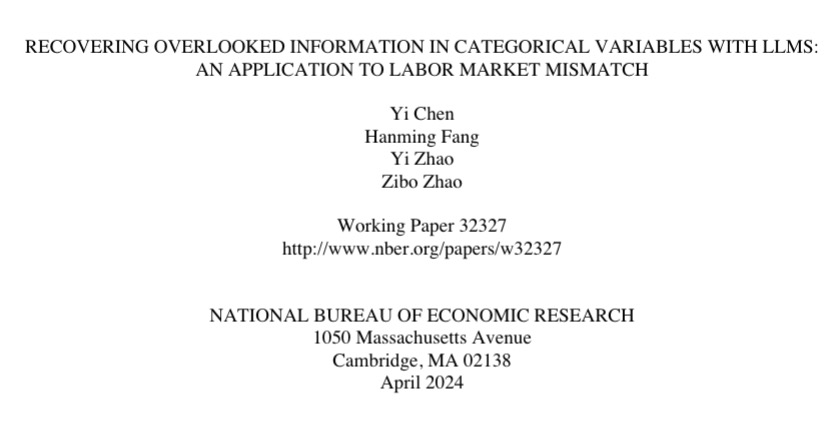 RECOVERING OVERLOOKED INFORMATION IN CATEGORICAL VARIABLES WITH LLMS:
AN APPLICATION TO LABOR MARKET MISMATCH
Yi Chen
Hanming Fang
Yi Zhao
Zibo Zhao
Working Paper 32327
http://www.nber.org/papers/w32327
NATIONAL BUREAU OF ECONOMIC RESEARCH
1050 Massachusetts Avenue
Cambridge, MA 02138
April 2024